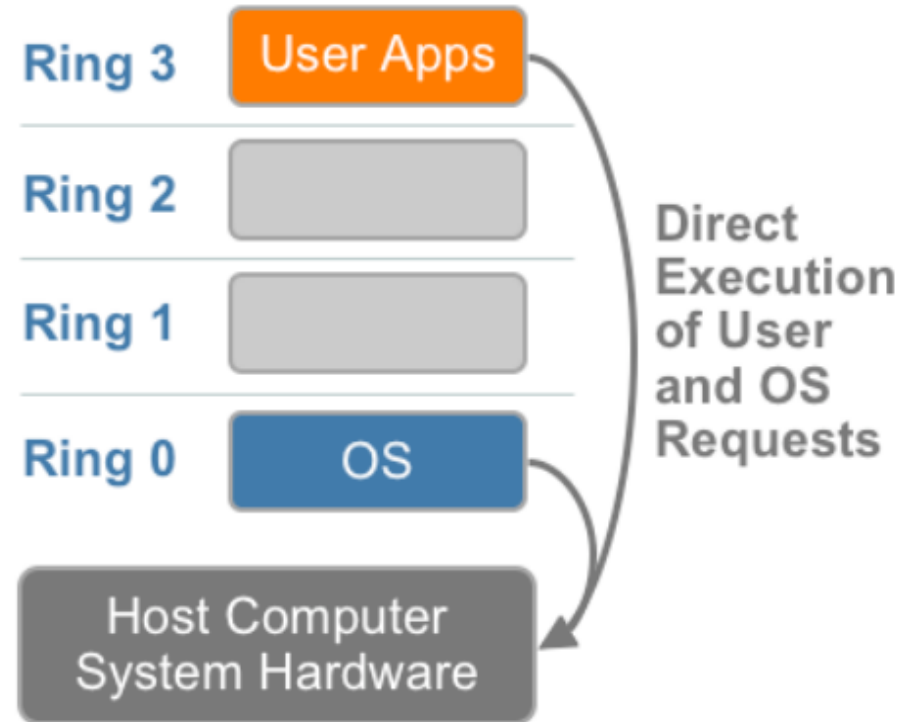 Ring 3
User Apps
Ring 2
Ring 1
Ring 0
OS
Direct
Execution
of User
and OS
Requests
Host Computer
System Hardware